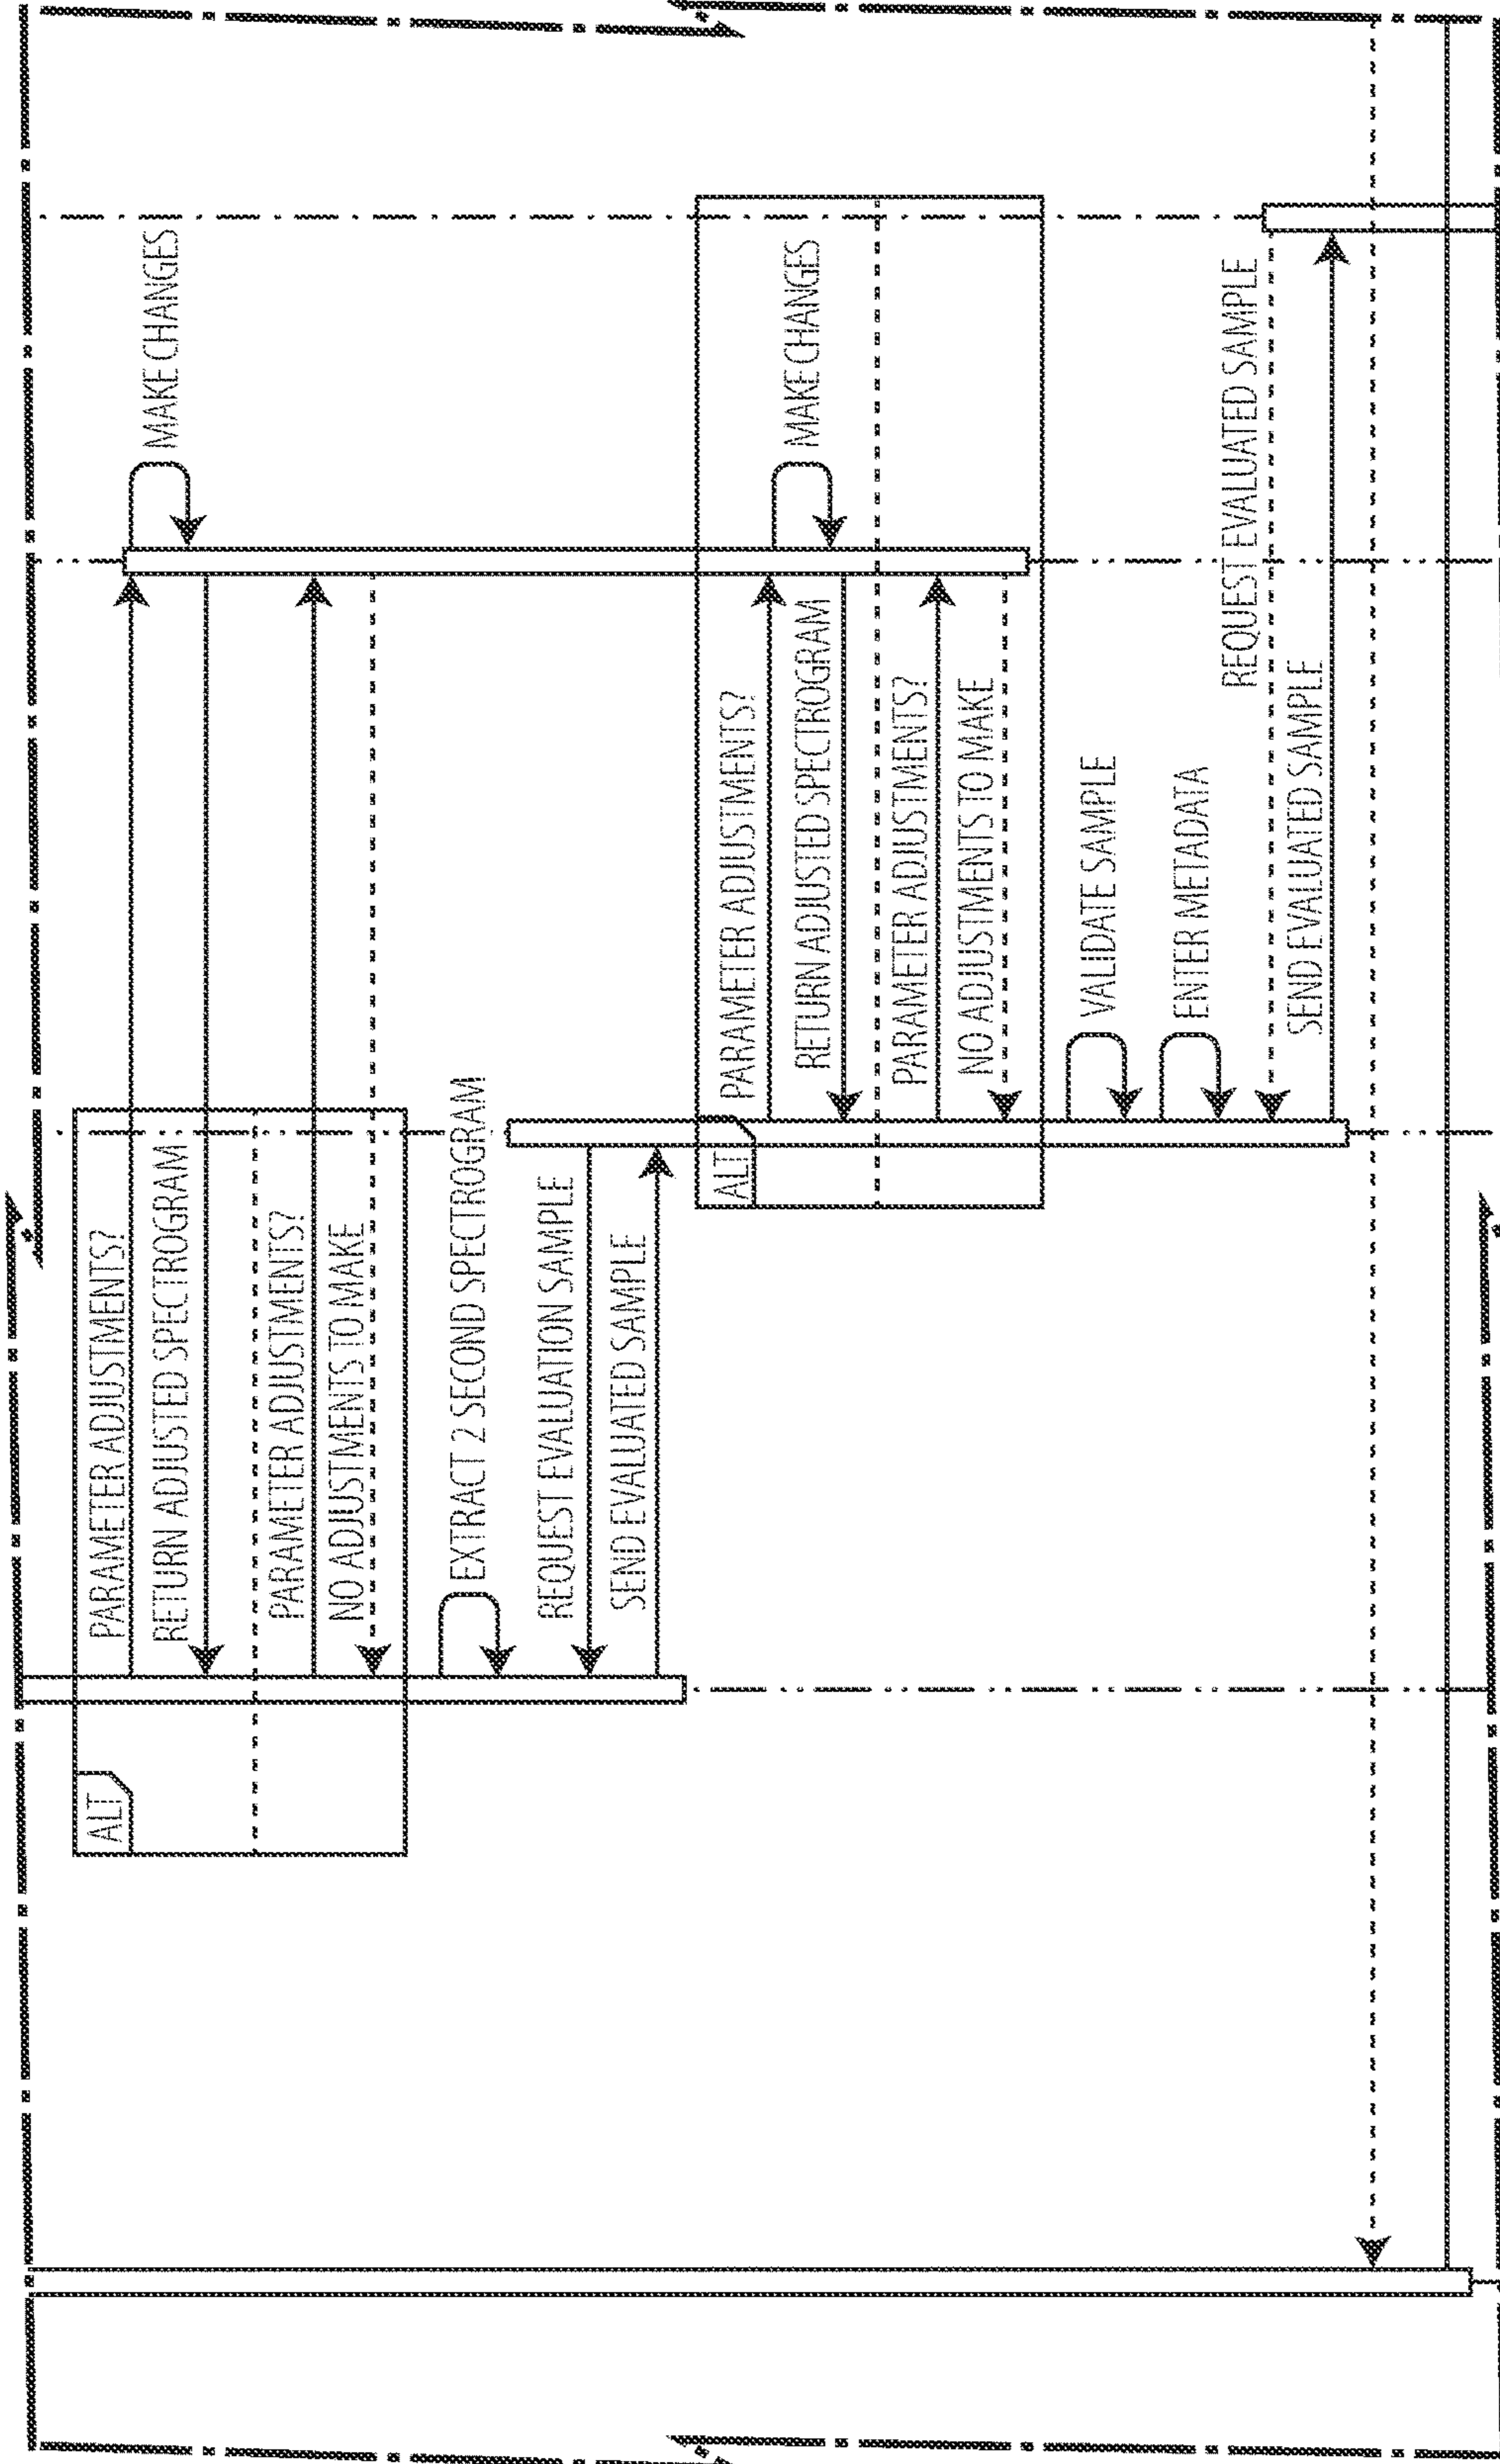 ALT
PARAMETER ADJUSTMENTS?
MAKE CHANGES
RETURN ADJUSTED SPECTROGRAM
PARAMETER ADJUSTMENTS?
NO ADJUSTMENTS TO MAKE
EXTRACT 2 SECOND SPECTROGRAM
REQUEST EVALUATION SAMPLE
SEND EVALUATED SAMPLE
ALT
PARAMETER ADJUSTMENTS?
MAKE CHANGES
RETURN ADJUSTED SPECTROGRAM
PARAMETER ADJUSTMENTS?
NO ADJUSTMENTS TO MAKE
VALIDATE SAMPLE
ENTER METADATA
REQUEST EVALUATED SAMPLE
SEND EVALUATED SAMPLE